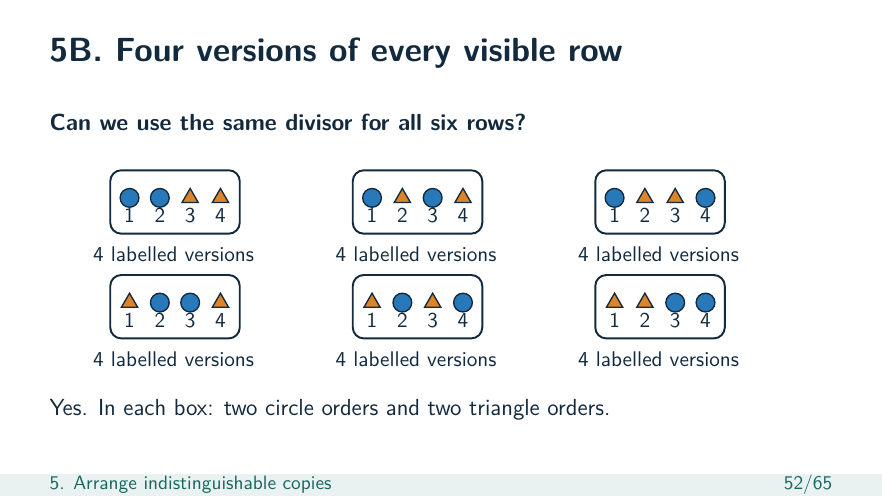 5B. Four versions of every visible row
Can we use the same divisor for all six rows?
1 2 3 4
1 2 3 4
1 2 3 4
4 labelled versions
4 labelled versions
4 labelled versions
1 2 3 4
1 2 3 4
1 2 3 4
4 labelled versions
4 labelled versions
4 labelled versions
Yes. In each box: two circle orders and two triangle orders.
5. Arrange indistinguishable copies
52/65